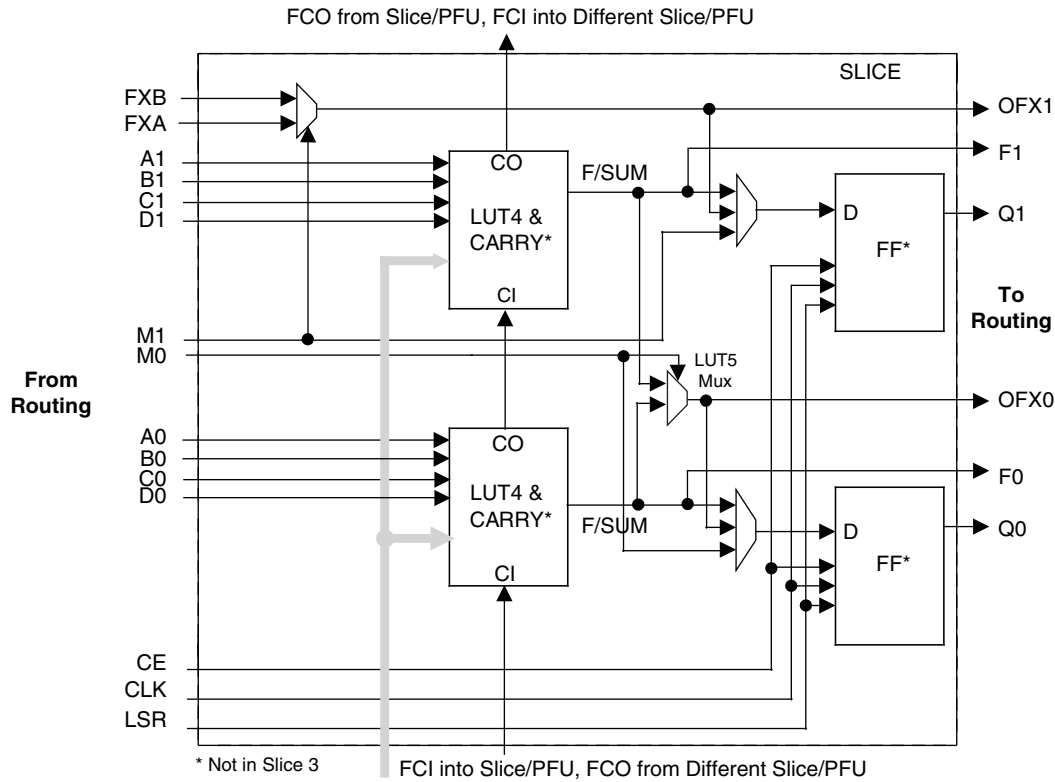 FCO from Slice/PFU, FCI into Different Slice/PFU
SLICE
FXB
FXA
OFX1
F1
A1
B1
C1
D1
CO
F/SUM
LUT4 &
CARRY*
CI
D
FF*
Q1
To
Routing
M1
M0
From
Routing
LUT5
Mux
OFX0
A0
B0
C0
D0
CO
LUT4 &
CARRY*
F/SUM
CI
F0
D
FF*
Q0
CE
CLK
LSR
* Not in Slice 3
FCI into Slice/PFU, FCO from Different Slice/PFU